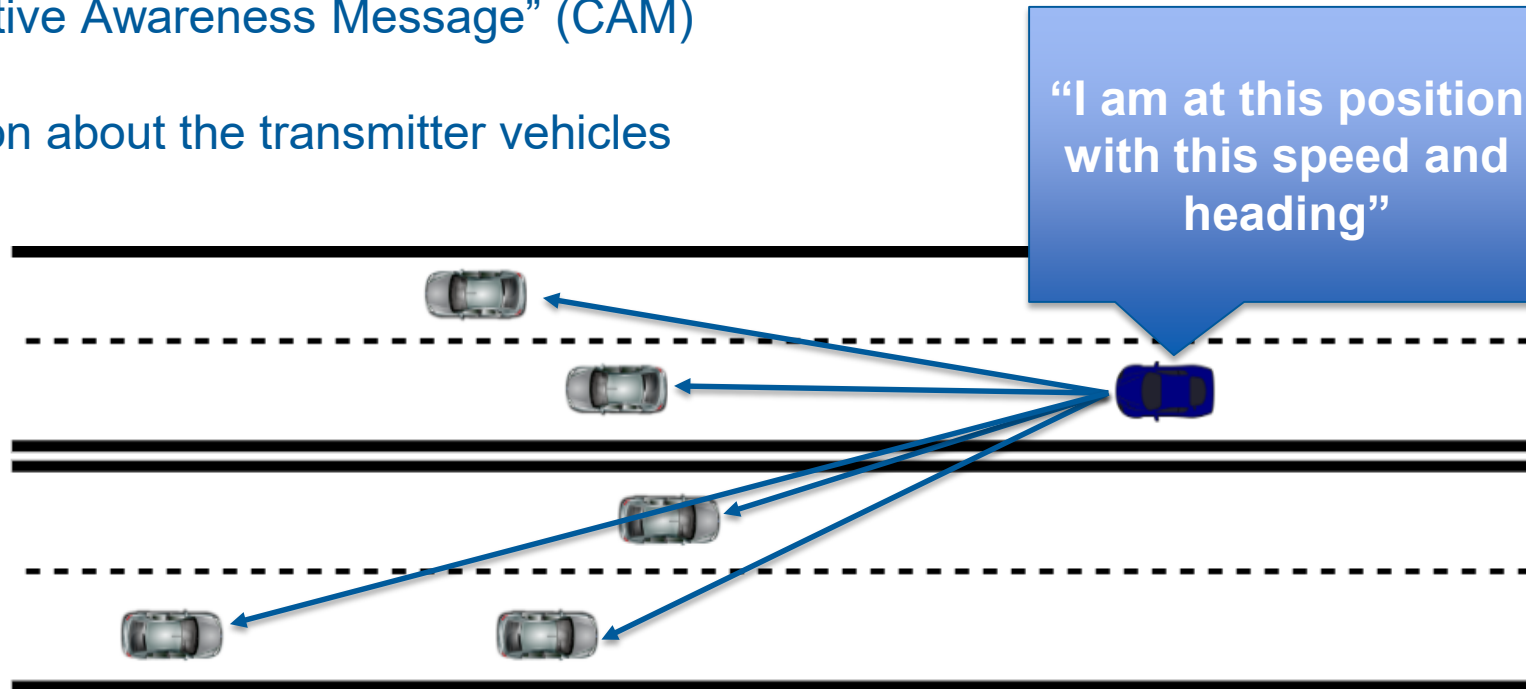 tive Awareness Message” (CAM)
on about the transmitter vehicles
“I am at this position
with this speed and
heading”